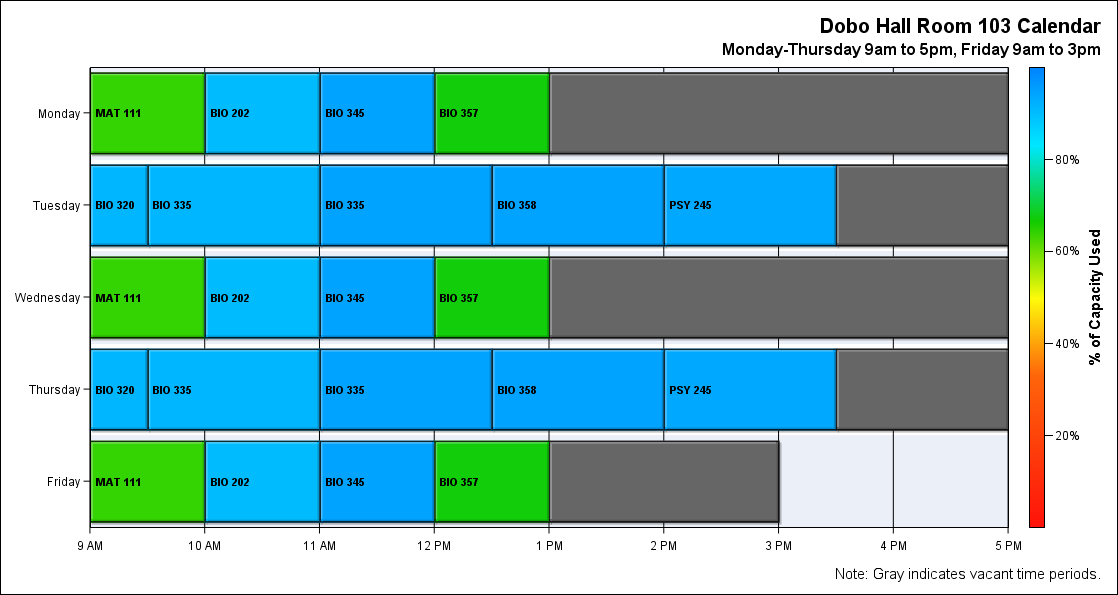 Dobo Hall Room 103 Calendar
Monday-Thursday 9am to 5pm, Friday 9am to 3pm
Monday
MAT 111
BIO 202
BIO 345
BIO 357
Tuesday
BIO 320
BIO 335
BIO 335
BIO 358
PSY 245
Wednesday
MAT 111
BIO 202
BIO 345
BIO 357
Thursday
BIO 320
BIO 335
BIO 335
BIO 358
PSY 245
Friday
MAT 111
BIO 202
BIO 345
BIO 357
9 AM
10 AM
11 AM
12 PM
1 PM
2 PM
3 PM
4 PM
5 PM
80%
60%
40%
20%
% of Capacity Used
Note: Gray indicates vacant time periods.